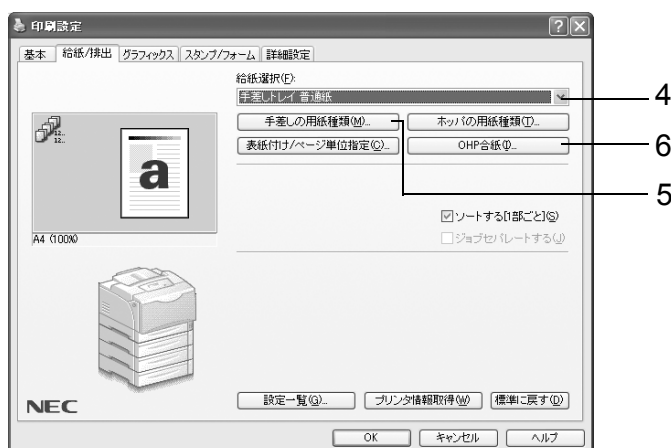 印刷設定
基本 給紙/排出 グラフィックス スタンプ/フォーム 詳細設定
給紙選択(F):
手差しトレイ 普通紙
4
手差しの用紙種類(M)... ホッパの用紙種類(T)...
表紙付け/ページ単位指定(C)... OHP合紙(I)...
6
5
12..
12..
a
ソートする[1部ごと](S)
A4 (100%)
ジョブセパレートする(J)
NEC
設定一覧(G)... プリンタ情報取得(W) 標準に戻す(D)
OK キャンセル ヘルプ